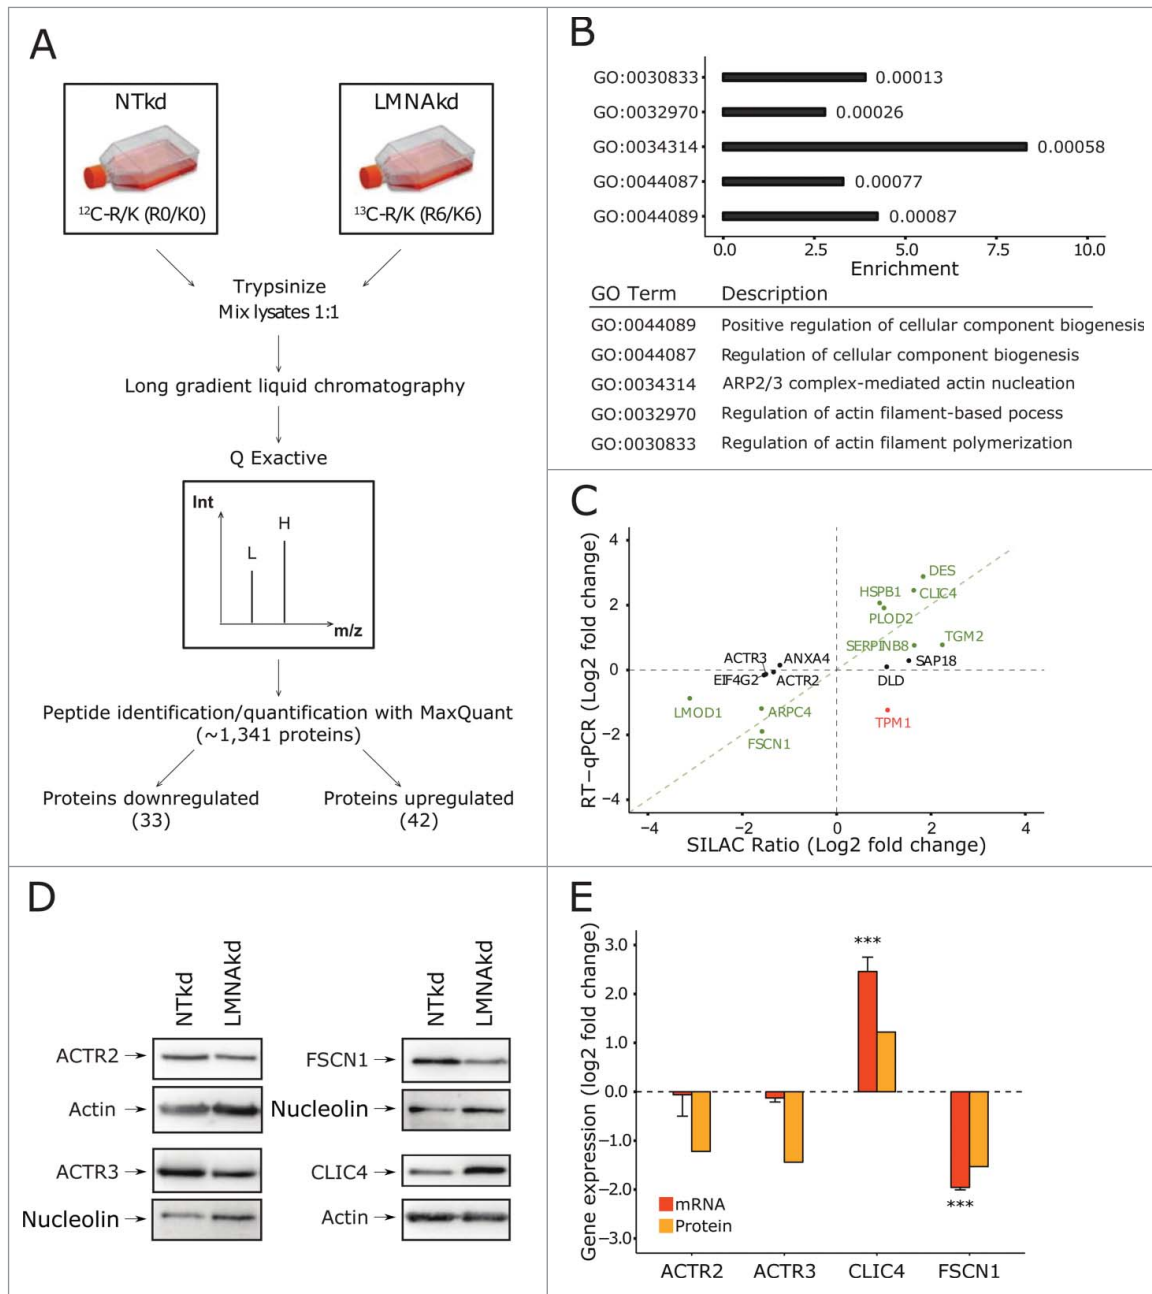 A
NTkd
LMNAkd
¹²C-R/K (R0/K0)
¹³C-R/K (R6/K6)
Trypsinize
Mix lysates 1:1
Long gradient liquid chromatography
Q Exactive
Int
L
H
m/z
Peptide identification/quantification with MaxQuant
(~1,341 proteins)
Proteins downregulated
(33)
Proteins upregulated
(42)
B
GO:0030833 0.00013
GO:0032970 0.00026
GO:0034314 0.00058
GO:0044087 0.00077
GO:0044089 0.00087
0.0 2.5 5.0 7.5 10.0
Enrichment
GO Term Description
GO:0044089 Positive regulation of cellular component biogenesis
GO:0044087 Regulation of cellular component biogenesis
GO:0034314 ARP2/3 complex-mediated actin nucleation
GO:0032970 Regulation of actin filament-based pocess
GO:0030833 Regulation of actin filament polymerization
C
RT−qPCR (Log2 fold change)
4
2
0
−2
−4
DES
HSPB1
CLIC4
PLOD2
SERPINB8
TGM2
ACTR3
ANXA4
SAP18
EIF4G2
ACTR2
DLD
LMOD1
ARPC4
TPM1
FSCN1
−4 −2 0 2 4
SILAC Ratio (Log2 fold change)
D
NTkd
LMNAkd
ACTR2
Actin
ACTR3
Nucleolin
NTkd
LMNAkd
FSCN1
Nucleolin
CLIC4
Actin
E
Gene expression (log2 fold change)
3.0
2.0
1.0
0.0
−1.0
−2.0
−3.0
***
***
mRNA
Protein
ACTR2 ACTR3 CLIC4 FSCN1